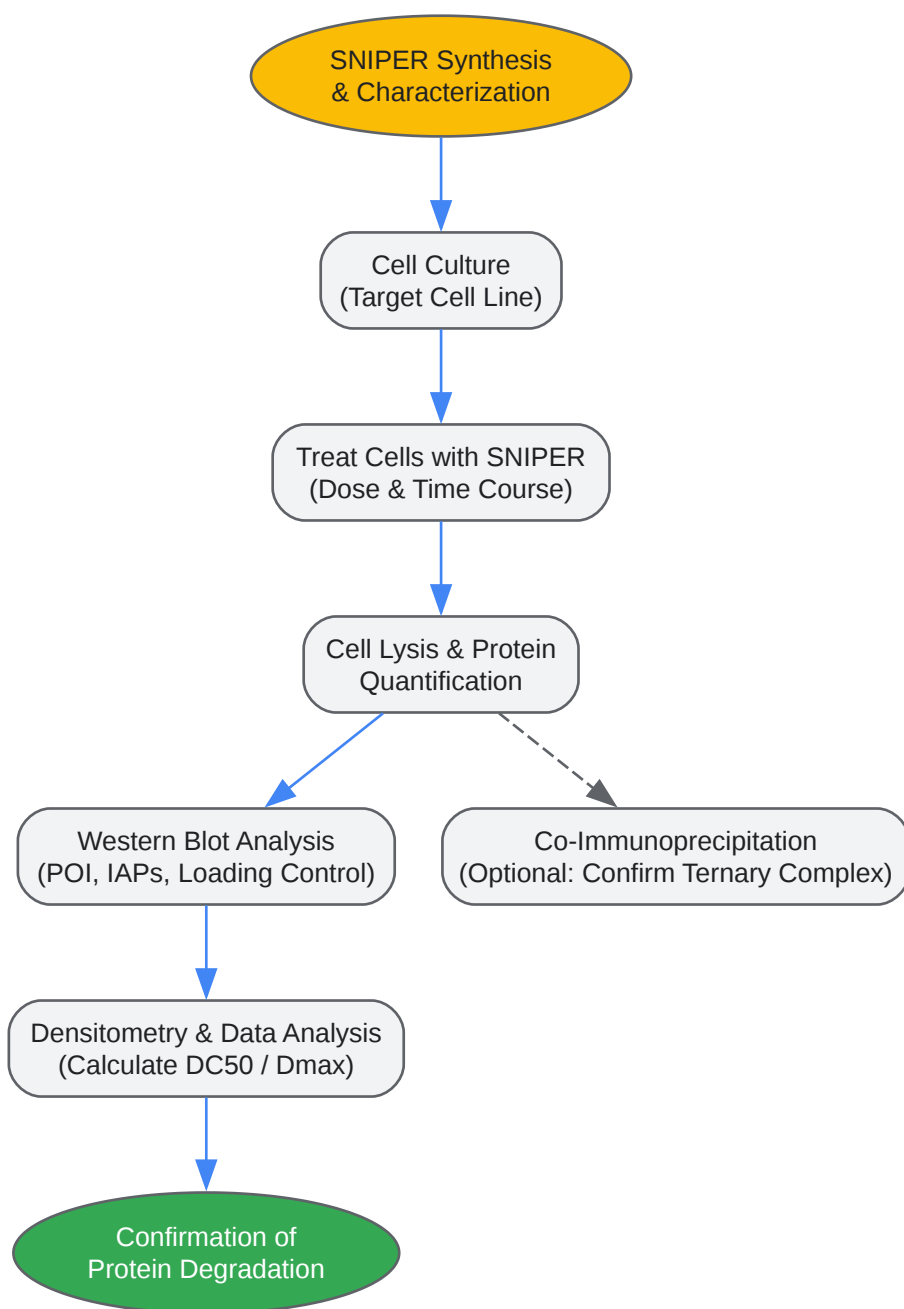 SNIPER Synthesis
& Characterization
Cell Culture
(Target Cell Line)
Treat Cells with SNIPER
(Dose & Time Course)
Cell Lysis & Protein
Quantification
Western Blot Analysis
(POI, IAPs, Loading Control)
Co-Immunoprecipitation
(Optional: Confirm Ternary Complex)
Densitometry & Data Analysis
(Calculate DC50 / Dmax)
Confirmation of
Protein Degradation